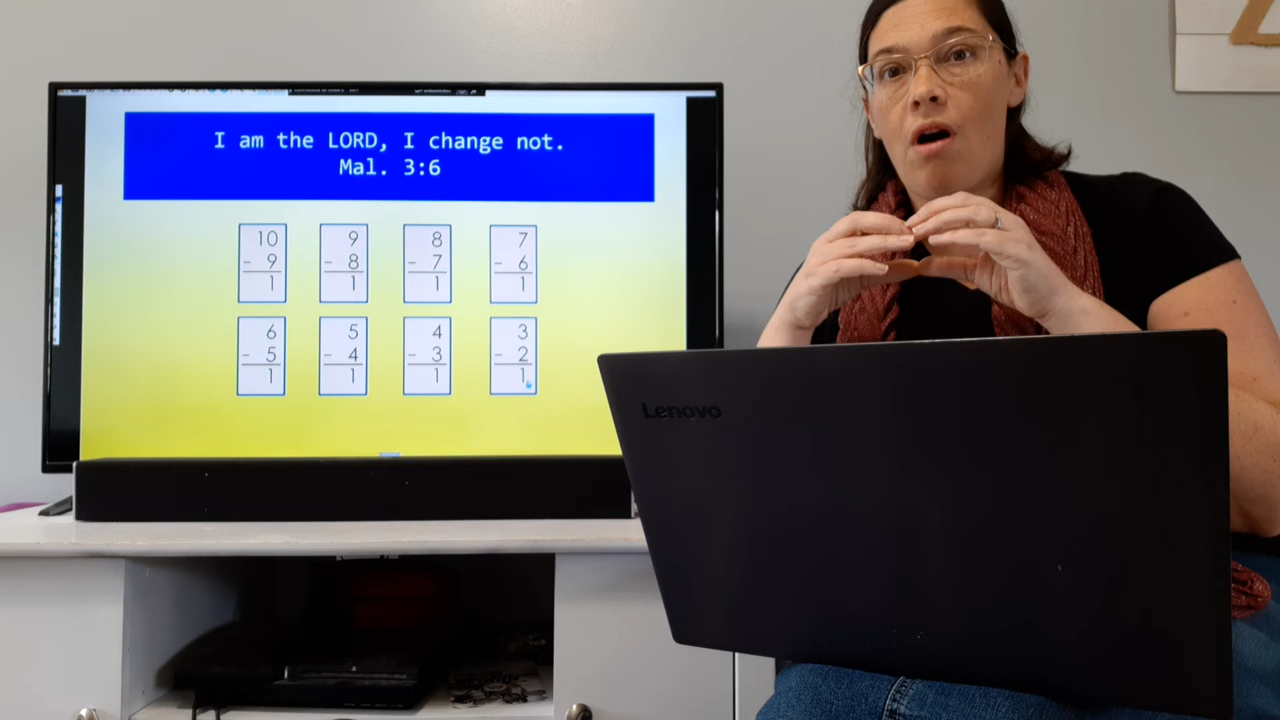 I am the LORD, I change not.
Mal. 3:6
10 9 8 7
- 9 - 8 - 7 - 6
1 1 1 1
6 5 4 3
- 5 - 4 - 3 - 2
1 1 1 1
Lenovo